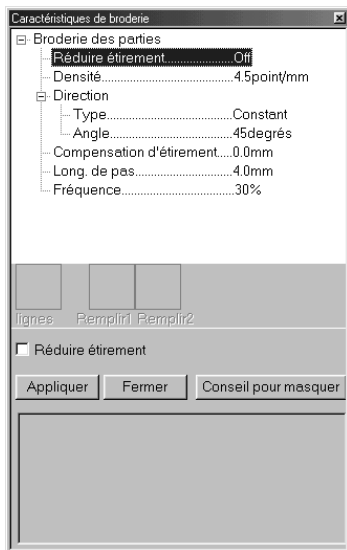 Caractéristiques de broderie
Broderie des parties
Réduire étirement.................Off
Densité..................................4.5point/mm
Direction
Type..............................Constant
Angle.............................45degrés
Compensation d'étirement.....0.0mm
Long. de pas.........................4.0mm
Fréquence.............................30%
lignes Remplir1 Remplir2
Réduire étirement
Appliquer Fermer Conseil pour masquer